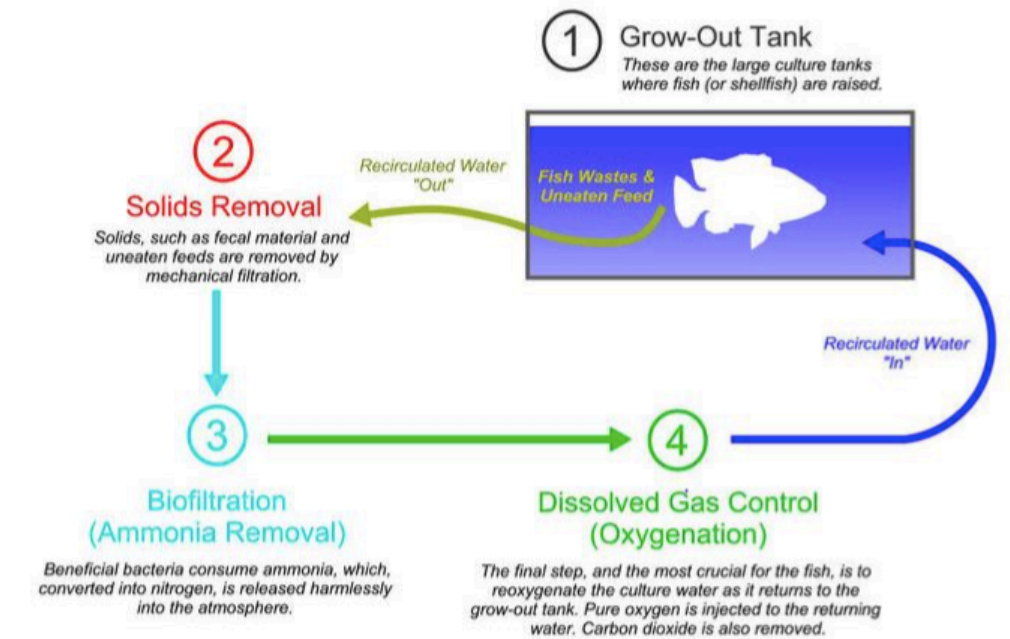 1
Grow-Out Tank
These are the large culture tanks
where fish (or shellfish) are raised.
2
Solids Removal
Solids, such as fecal material and
uneaten feeds are removed by
mechanical filtration.
Recirculated Water
"Out"
Fish Wastes &
Uneaten Feed
Recirculated Water
"In"
3
Biofiltration
(Ammonia Removal)
Beneficial bacteria consume ammonia, which,
converted into nitrogen, is released harmlessly
into the atmosphere.
4
Dissolved Gas Control
(Oxygenation)
The final step, and the most crucial for the fish, is to
reoxygenate the culture water as it returns to the
grow-out tank. Pure oxygen is injected to the returning
water. Carbon dioxide is also removed.